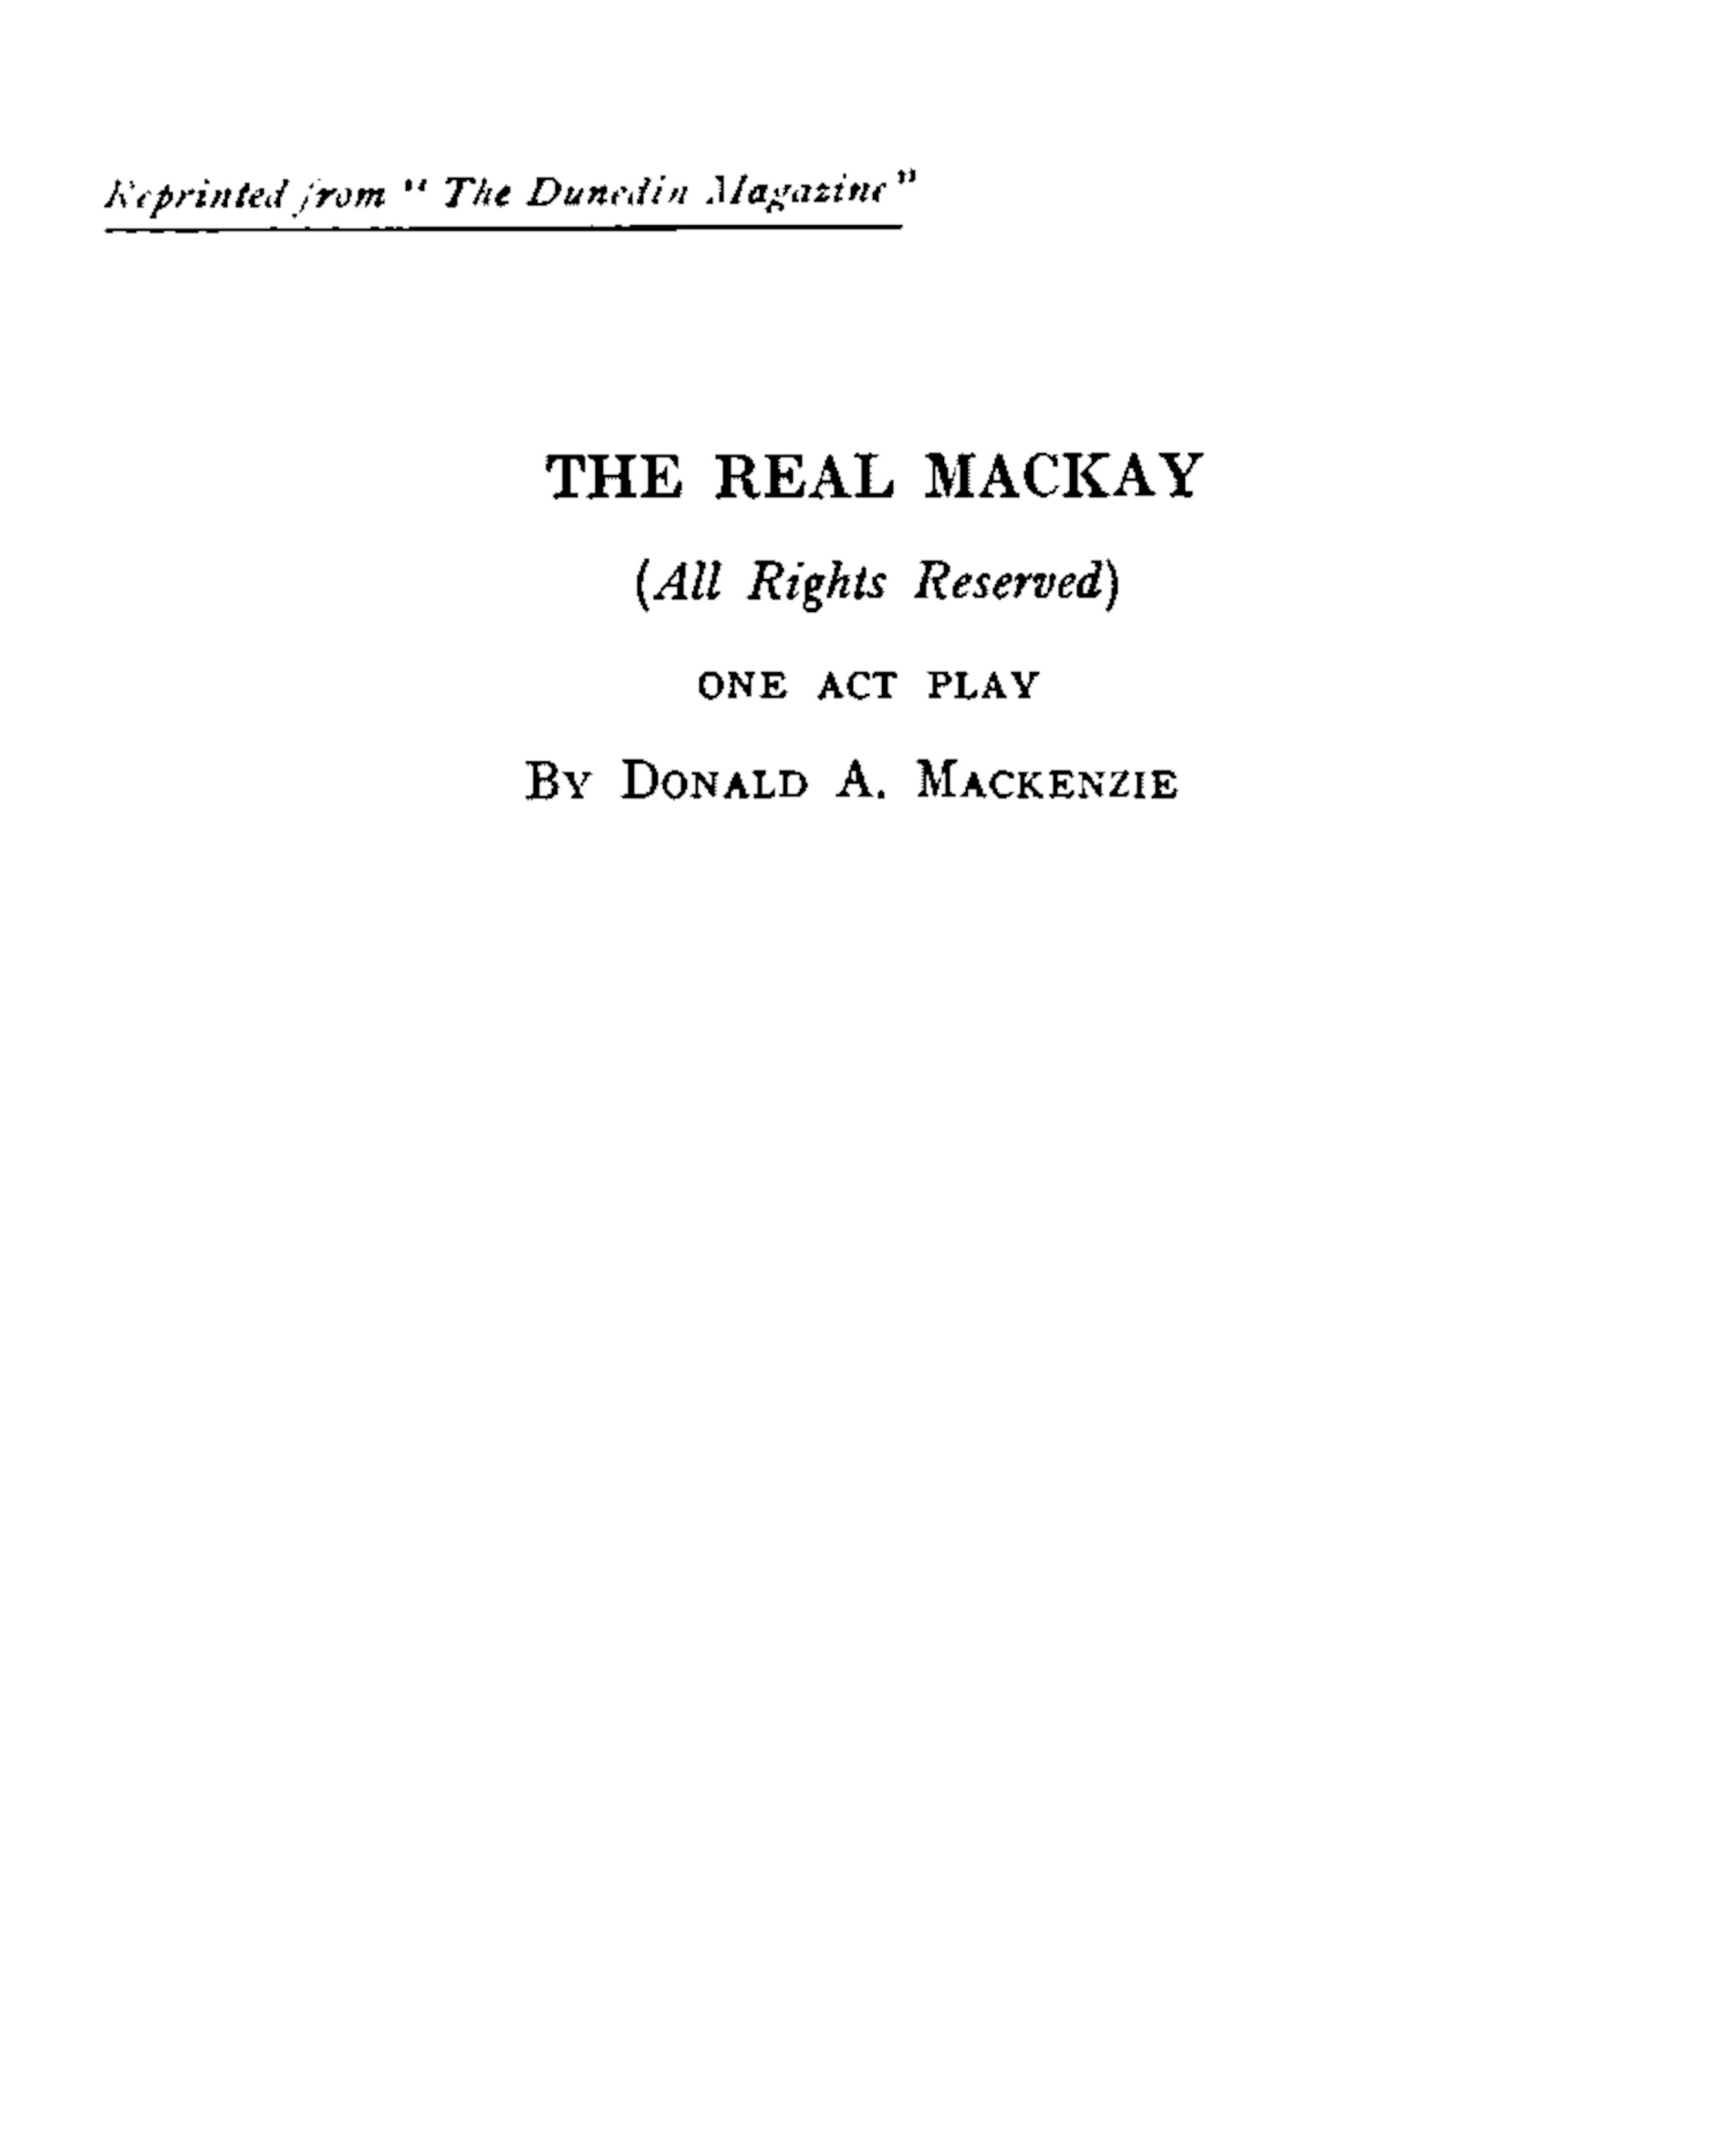 Reprinted from " The Dunedin Magazine"
THE REAL MACKAY
(All Rights Reserved)
ONE ACT PLAY
By Donald A. Mackenzie